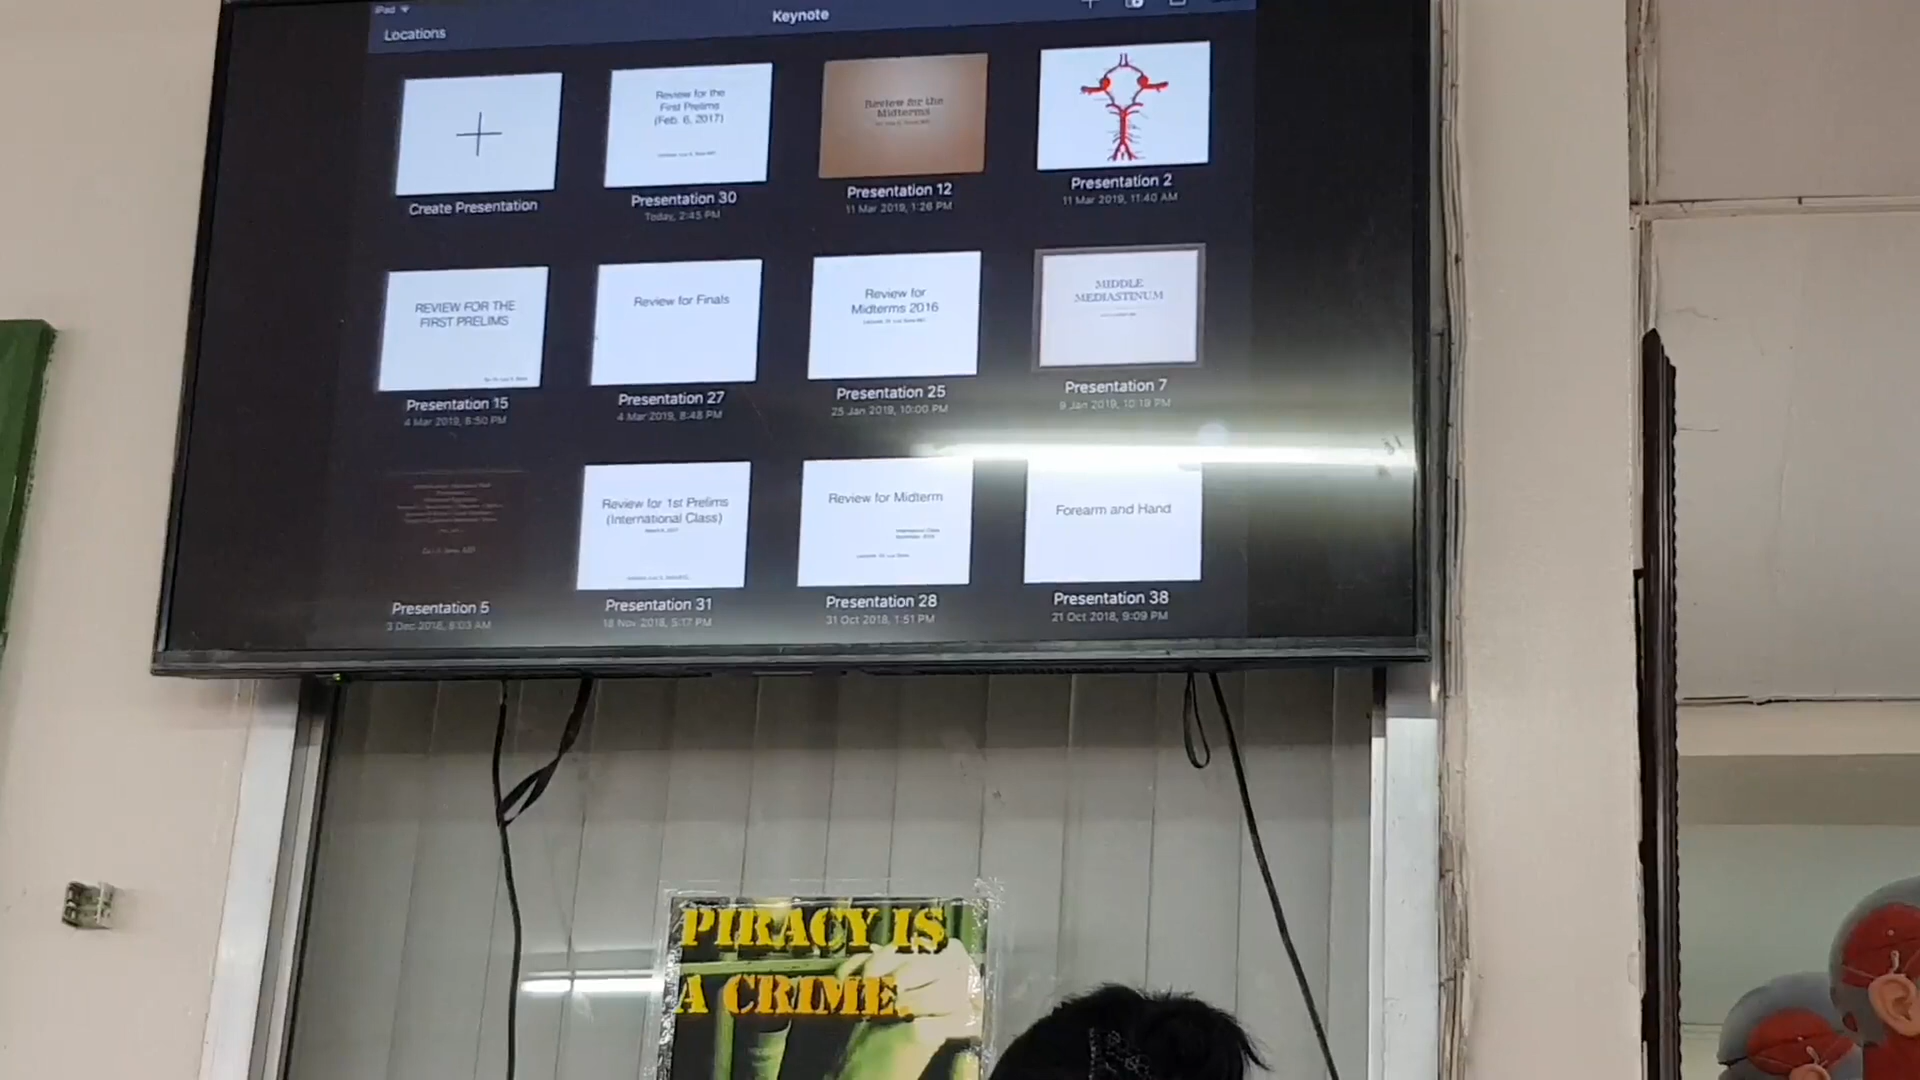 iPad
Keynote
Locations
Create Presentation
Review for the
First Prelims
(Feb. 6, 2017)
Presentation 30
Today, 2:45 PM
Review for the
Midterms
Presentation 12
11 Mar 2019, 1:26 PM
Presentation 2
11 Mar 2019, 11:40 AM
REVIEW FOR THE
FIRST PRELIMS
Presentation 15
4 Mar 2019, 8:50 PM
Review for Finals
Presentation 27
4 Mar 2019, 8:48 PM
Review for
Midterms 2016
Presentation 25
25 Jan 2019, 10:00 PM
MIDDLE
MEDIASTINUM
Presentation 7
9 Jan 2019, 10:19 PM
Presentation 5
3 Dec 2018, 8:03 AM
Review for 1st Prelims
(International Class)
Presentation 31
18 Nov 2018, 5:17 PM
Review for Midterm
International Class
Presentation 28
31 Oct 2018, 1:51 PM
Forearm and Hand
Presentation 38
21 Oct 2018, 9:09 PM
PIRACY IS
A CRIME.